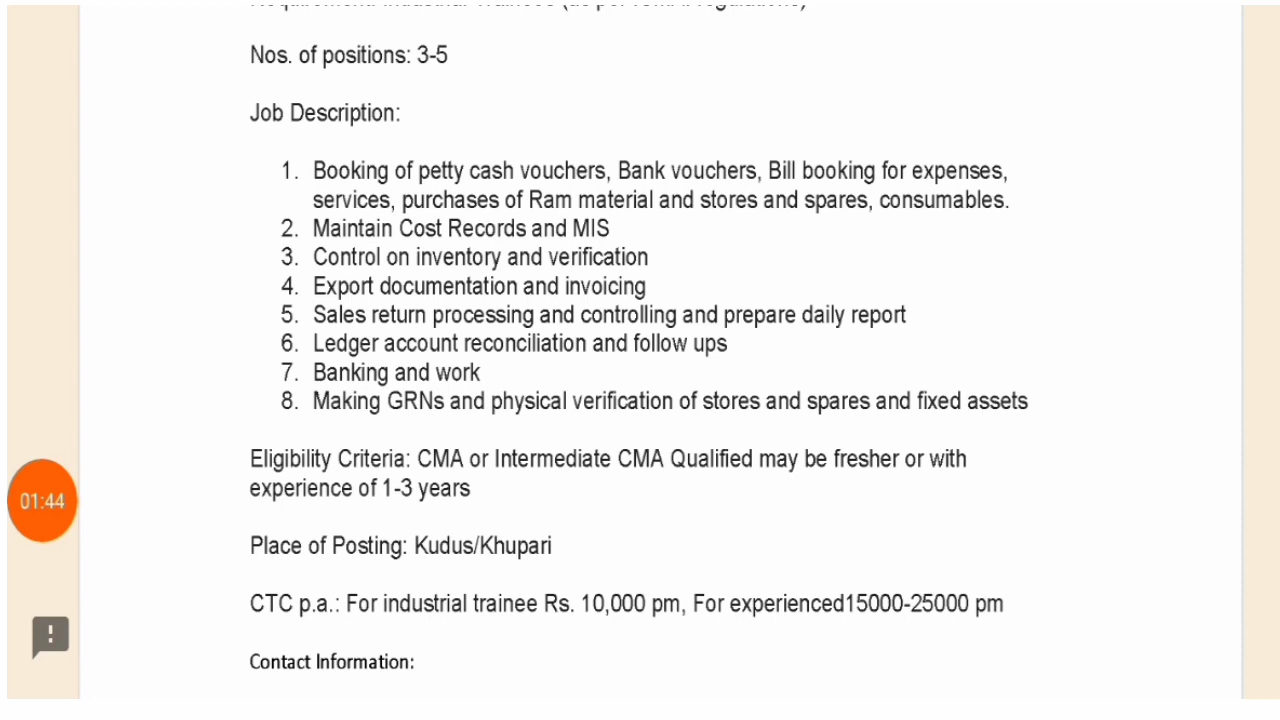 Nos. of positions: 3-5
Job Description:
1. Booking of petty cash vouchers, Bank vouchers, Bill booking for expenses,
services, purchases of Ram material and stores and spares, consumables.
2. Maintain Cost Records and MIS
3. Control on inventory and verification
4. Export documentation and invoicing
5. Sales return processing and controlling and prepare daily report
6. Ledger account reconciliation and follow ups
7. Banking and work
8. Making GRNs and physical verification of stores and spares and fixed assets
Eligibility Criteria: CMA or Intermediate CMA Qualified may be fresher or with
experience of 1-3 years
01:44
Place of Posting: Kudus/Khupari
CTC p.a.: For industrial trainee Rs. 10,000 pm, For experienced15000-25000 pm
Contact Information: